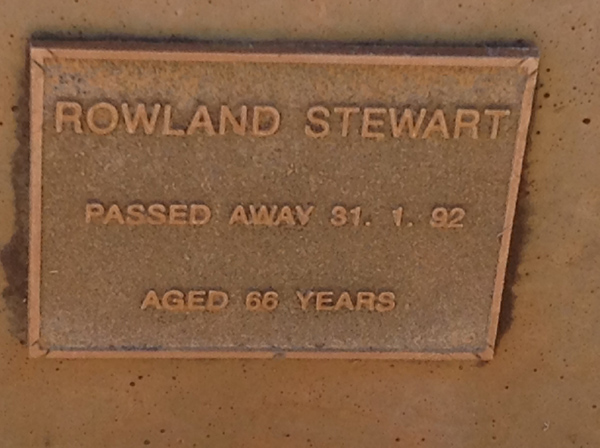 ROWLAND STEWART
PASSED AWAY 31. 1. 92
AGED 66 YEARS